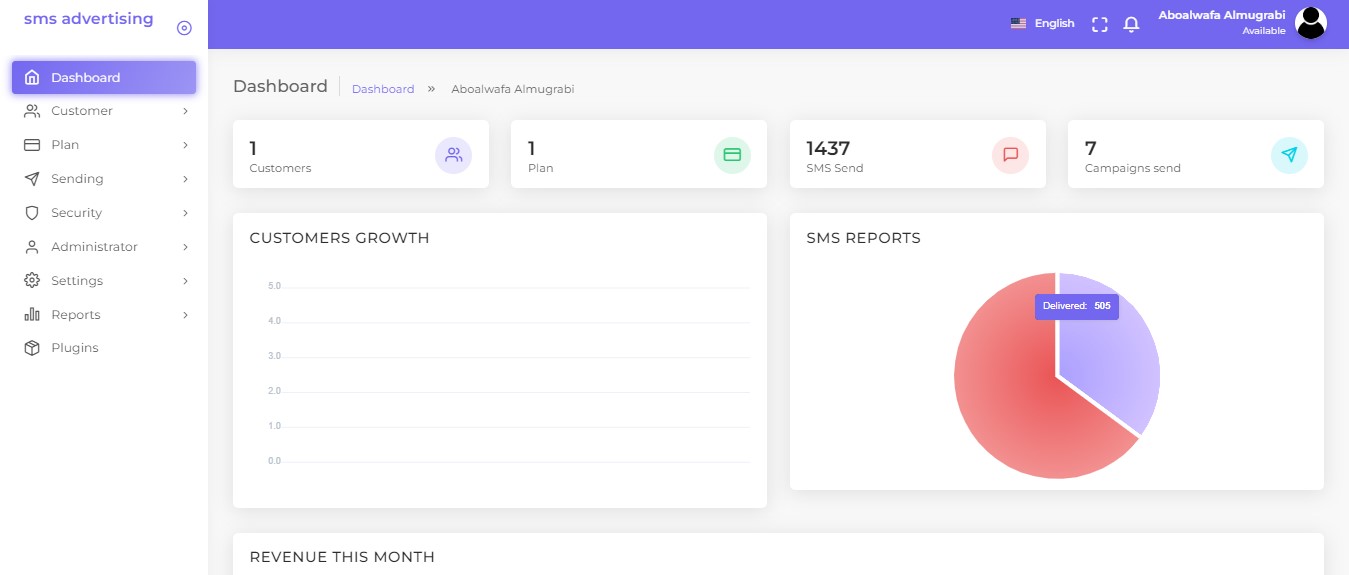 sms advertising
English
Aboalwafa Almugrabi
Available
Dashboard
Customer
Plan
Sending
Security
Administrator
Settings
Reports
Plugins
Dashboard
Dashboard » Aboalwafa Almugrabi
1
Customers
1
Plan
1437
SMS Send
7
Campaigns send
CUSTOMERS GROWTH
5.0
4.0
3.0
2.0
1.0
0.0
SMS REPORTS
Delivered: 505
REVENUE THIS MONTH